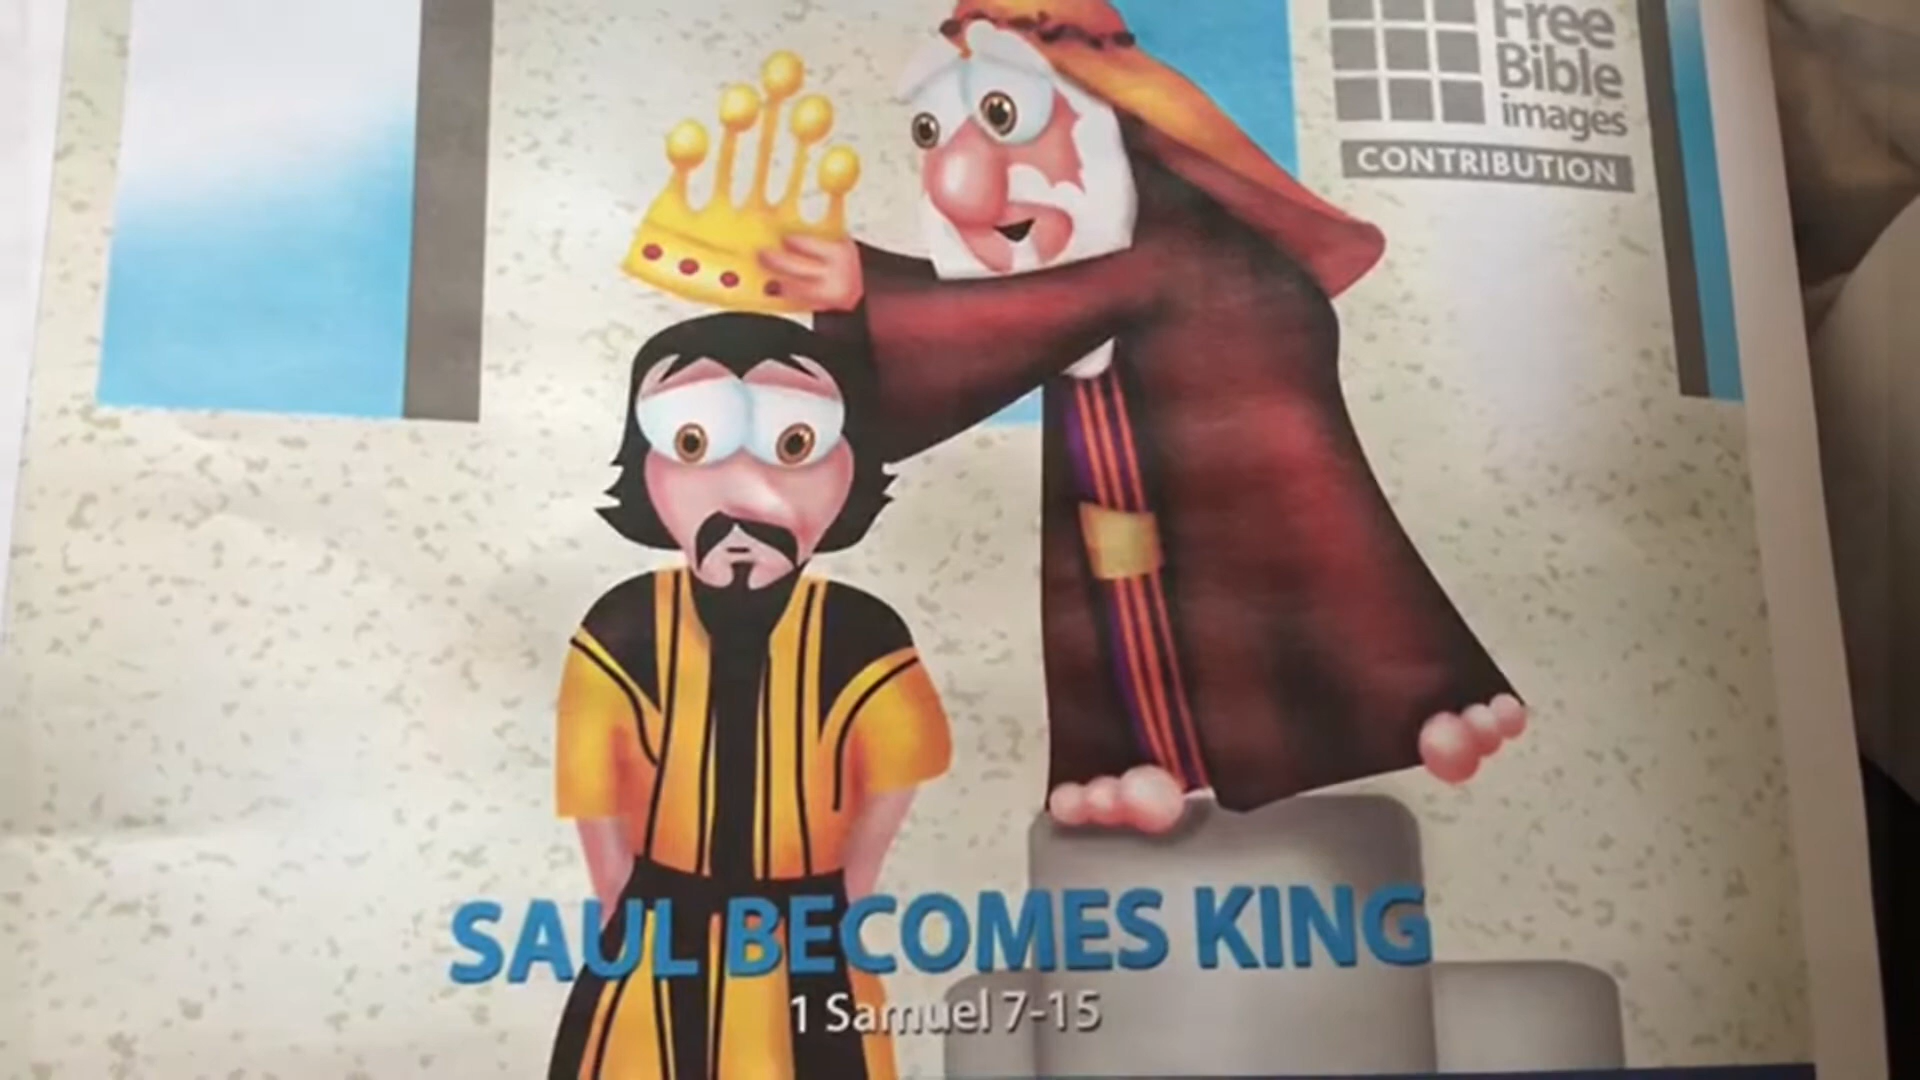 Free
Bible
images
CONTRIBUTION
SAUL BECOMES KING
1 Samuel 7-15